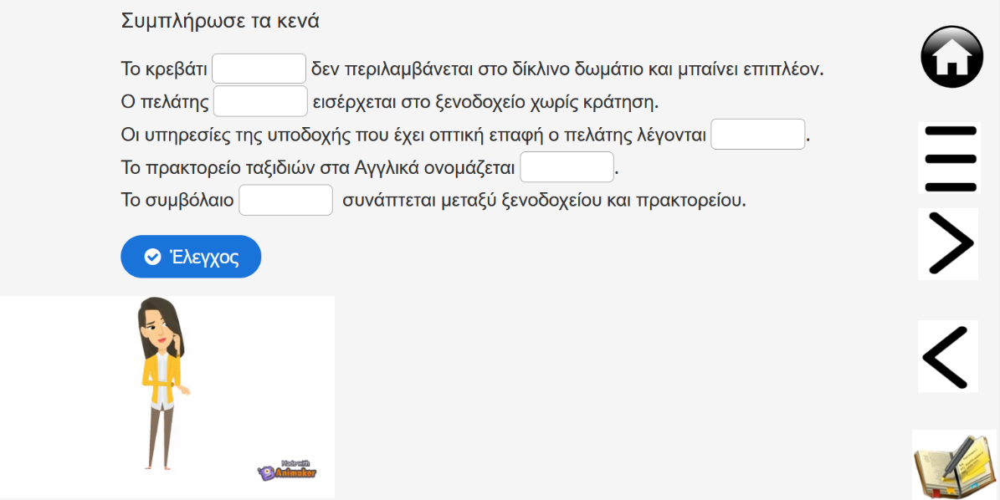 Συμπλήρωσε τα κενά
Το κρεβάτι δεν περιλαμβάνεται στο δίκλινο δωμάτιο και μπαίνει επιπλέον.
Ο πελάτης εισέρχεται στο ξενοδοχείο χωρίς κράτηση.
Οι υπηρεσίες της υποδοχής που έχει οπτική επαφή ο πελάτης λέγονται .
Το πρακτορείο ταξιδιών στα Αγγλικά ονομάζεται .
Το συμβόλαιο συνάπτεται μεταξύ ξενοδοχείου και πρακτορείου.
Έλεγχος
Made with
Animaker